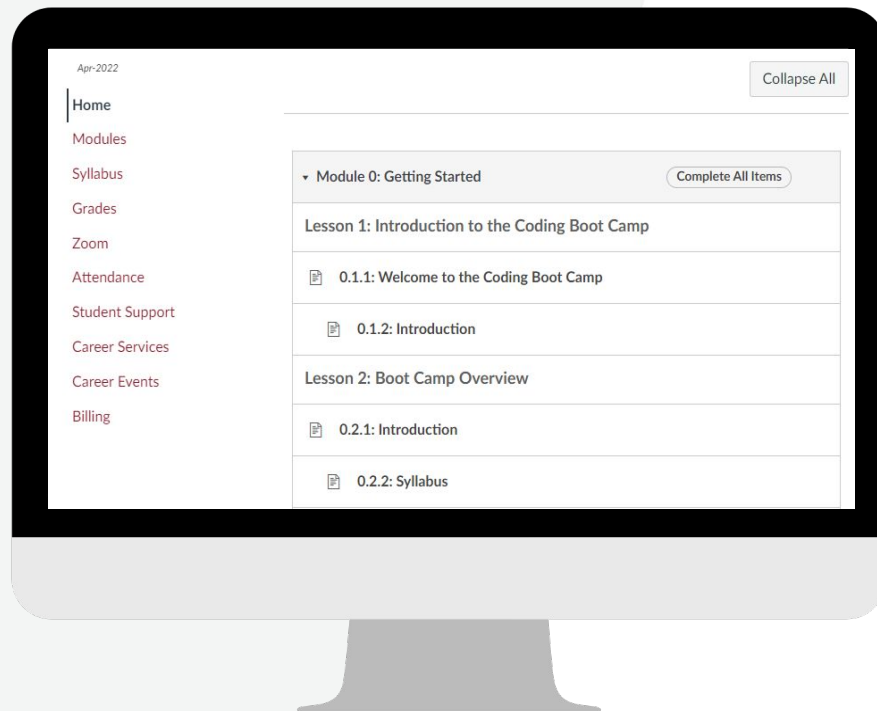 Apr-2022
Home
Modules
Syllabus
Grades
Zoom
Attendance
Student Support
Career Services
Career Events
Billing
Collapse All
Module 0: Getting Started
Complete All Items
Lesson 1: Introduction to the Coding Boot Camp
0.1.1: Welcome to the Coding Boot Camp
0.1.2: Introduction
Lesson 2: Boot Camp Overview
0.2.1: Introduction
0.2.2: Syllabus